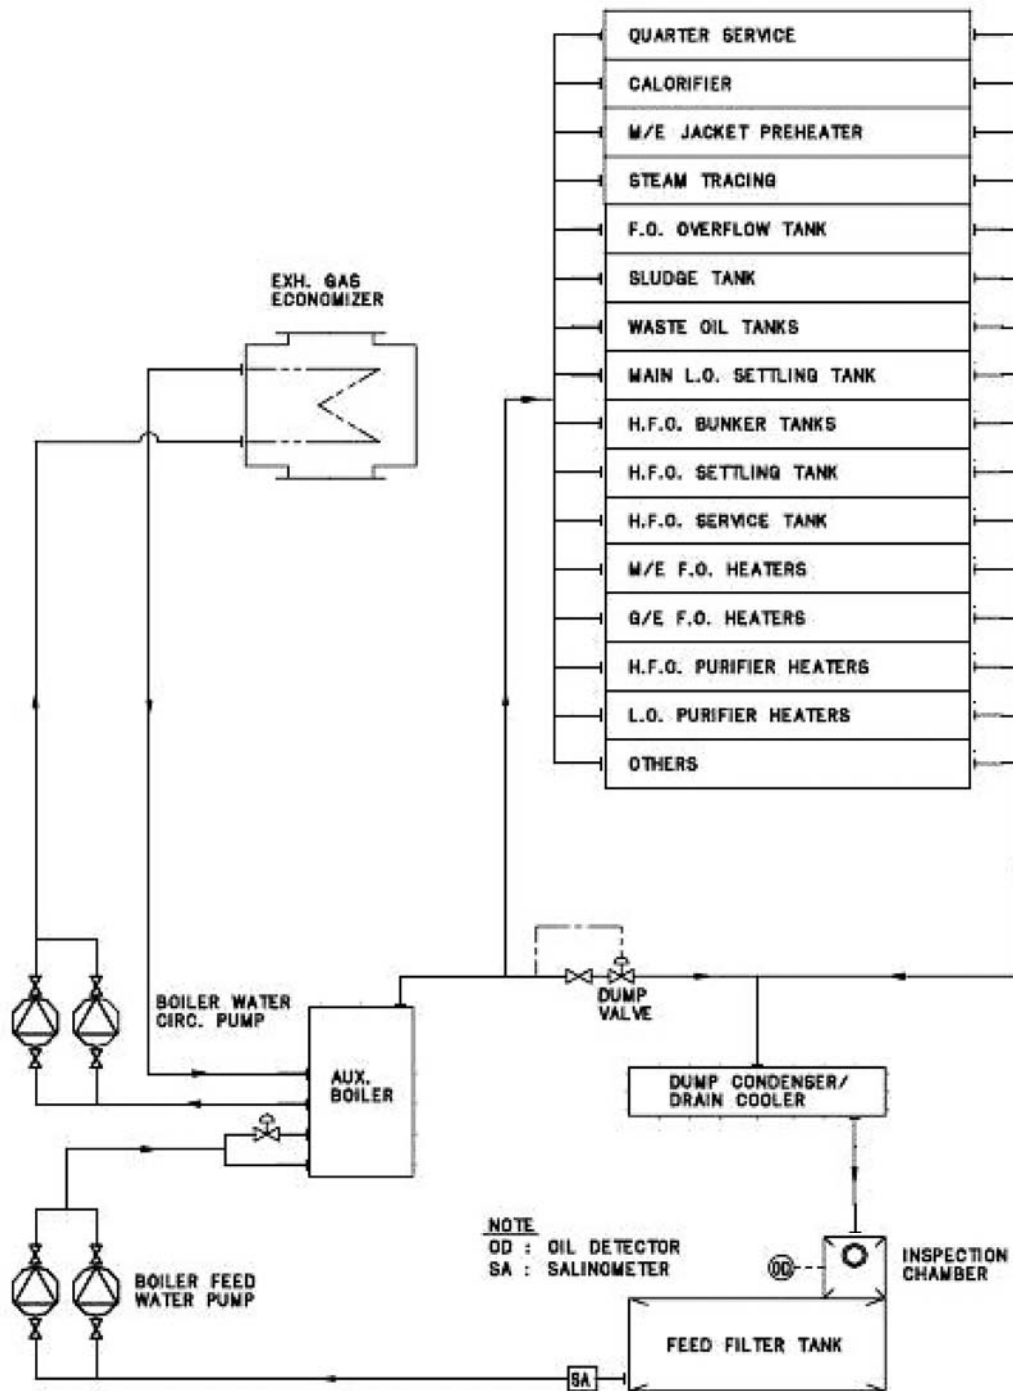 QUARTER SERVICE
CALORIFIER
M/E JACKET PREHEATER
STEAM TRACING
F.O. OVERFLOW TANK
SLUDGE TANK
WASTE OIL TANKS
MAIN L.O. SETTLING TANK
H.F.O. BUNKER TANKS
H.F.O. SETTLING TANK
H.F.O. SERVICE TANK
M/E F.O. HEATERS
G/E F.O. HEATERS
H.F.O. PURIFIER HEATERS
L.O. PURIFIER HEATERS
OTHERS
EXH. GAS
ECONOMIZER
BOILER WATER
CIRC. PUMP
AUX.
BOILER
DUMP
VALVE
DUMP CONDENSER/
DRAIN COOLER
NOTE
OD : OIL DETECTOR
SA : SALINOMETER
OD
INSPECTION
CHAMBER
BOILER FEED
WATER PUMP
FEED FILTER TANK
SA